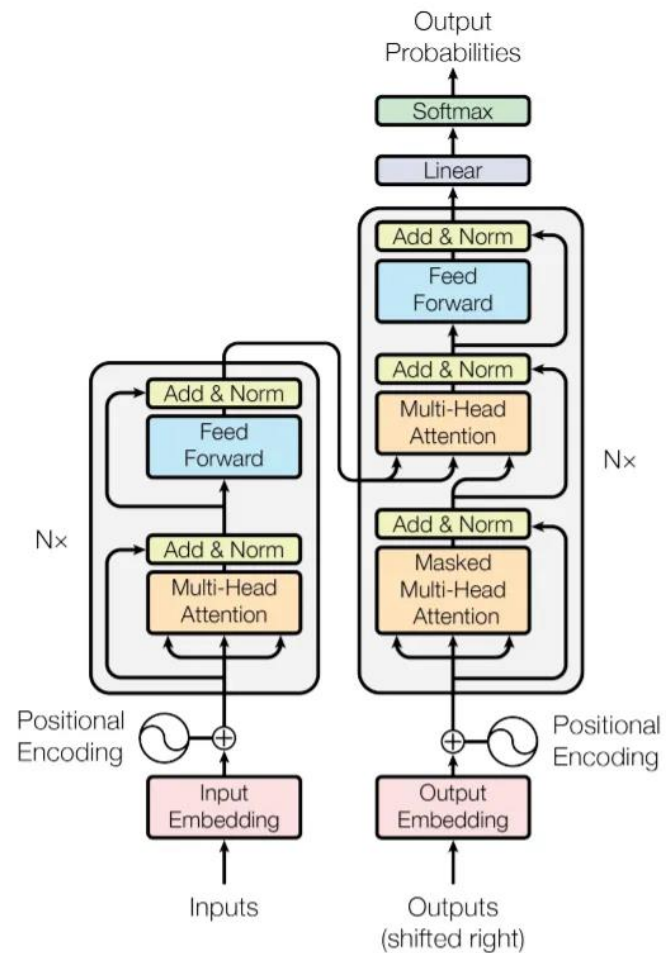 Output
Probabilities
Softmax
Linear
Add & Norm
Feed
Forward
Add & Norm
Multi-Head
Attention
Add & Norm
Masked
Multi-Head
Attention
Nx
Add & Norm
Feed
Forward
Add & Norm
Multi-Head
Attention
Nx
Positional
Encoding
Positional
Encoding
Input
Embedding
Output
Embedding
Inputs
Outputs
(shifted right)